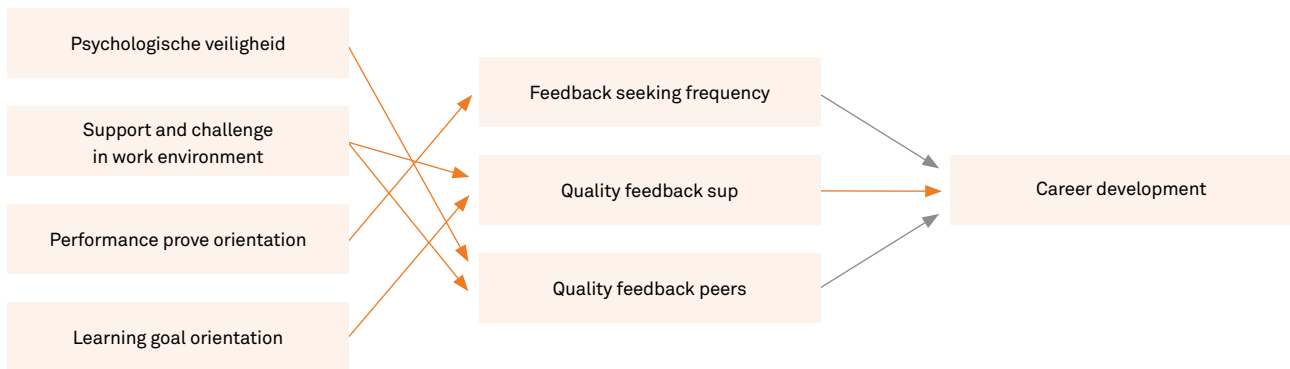 Psychologische veiligheid
Support and challenge
in work environment
Performance prove orientation
Learning goal orientation
Feedback seeking frequency
Quality feedback sup
Quality feedback peers
Career development